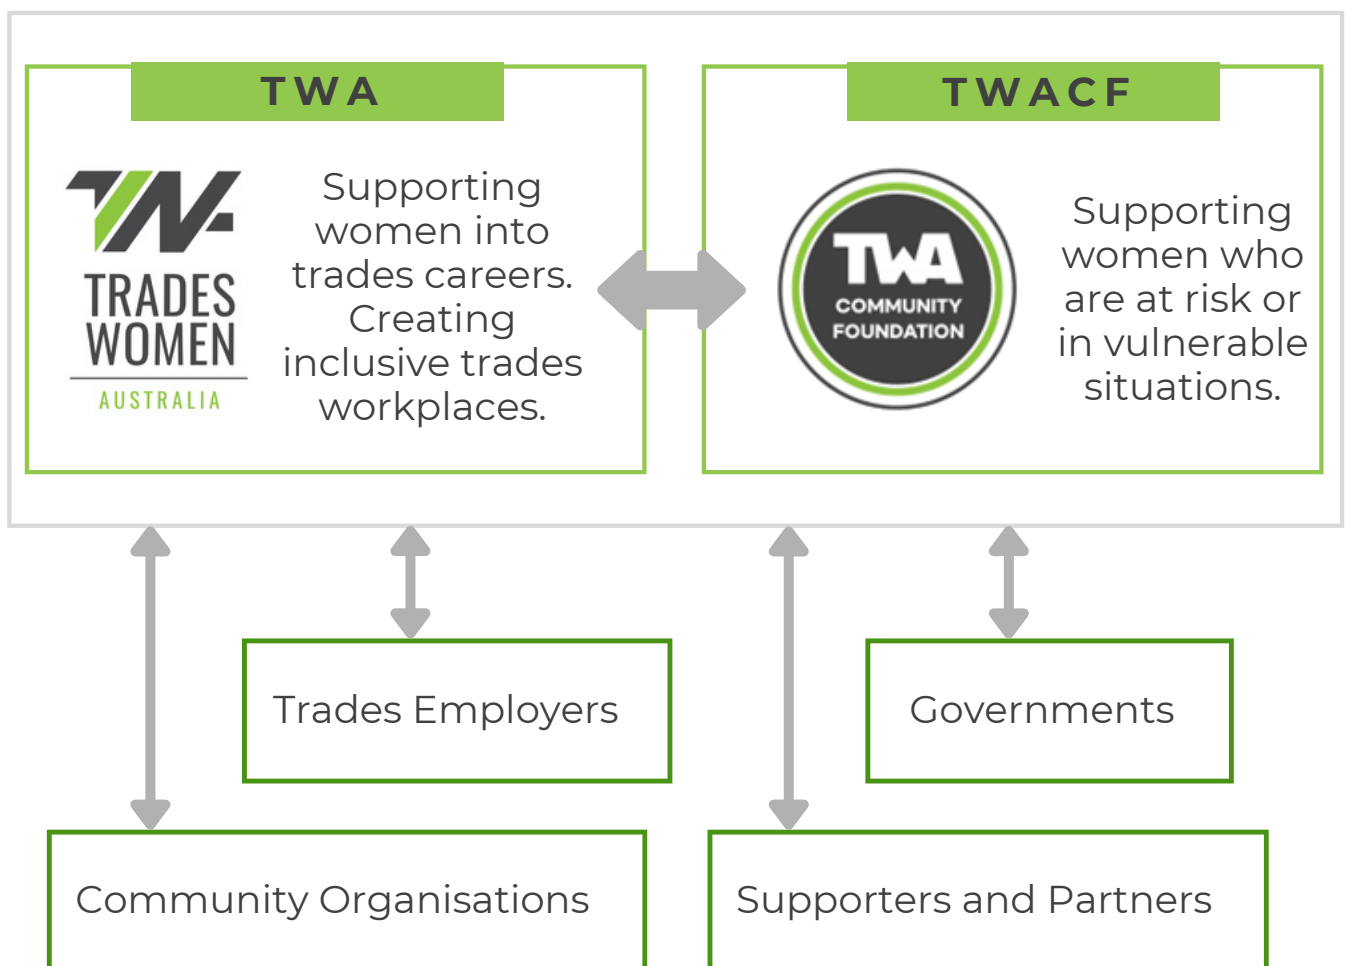 TWA
TWA
TRADES
WOMEN
AUSTRALIA
Supporting
women into
trades careers.
Creating
inclusive trades
workplaces.
TWACF
TWA
COMMUNITY
FOUNDATION
Supporting
women who
are at risk or
in vulnerable
situations.
Trades Employers
Governments
Community Organisations
Supporters and Partners